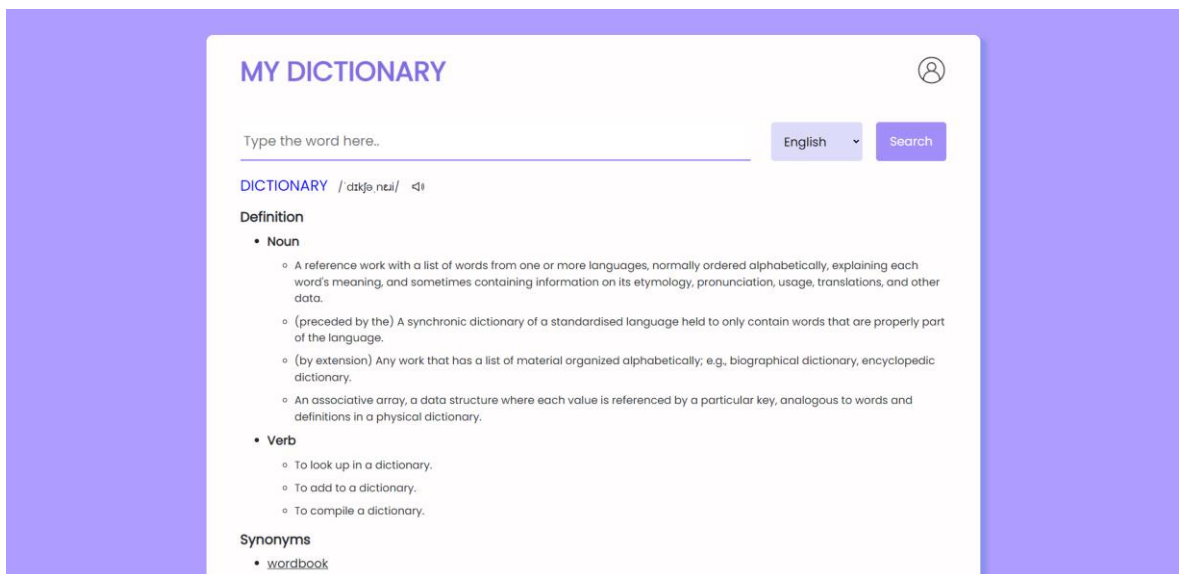 MY DICTIONARY
Type the word here..
English
Search
DICTIONARY /ˈdɪkʃəˌnɛɹi/
Definition
• Noun
◦ A reference work with a list of words from one or more languages, normally ordered alphabetically, explaining each
word's meaning, and sometimes containing information on its etymology, pronunciation, usage, translations, and other
data.
◦ (preceded by the) A synchronic dictionary of a standardised language held to only contain words that are properly part
of the language.
◦ (by extension) Any work that has a list of material organized alphabetically; e.g., biographical dictionary, encyclopedic
dictionary.
◦ An associative array, a data structure where each value is referenced by a particular key, analogous to words and
definitions in a physical dictionary.
• Verb
◦ To look up in a dictionary.
◦ To add to a dictionary.
◦ To compile a dictionary.
Synonyms
• wordbook